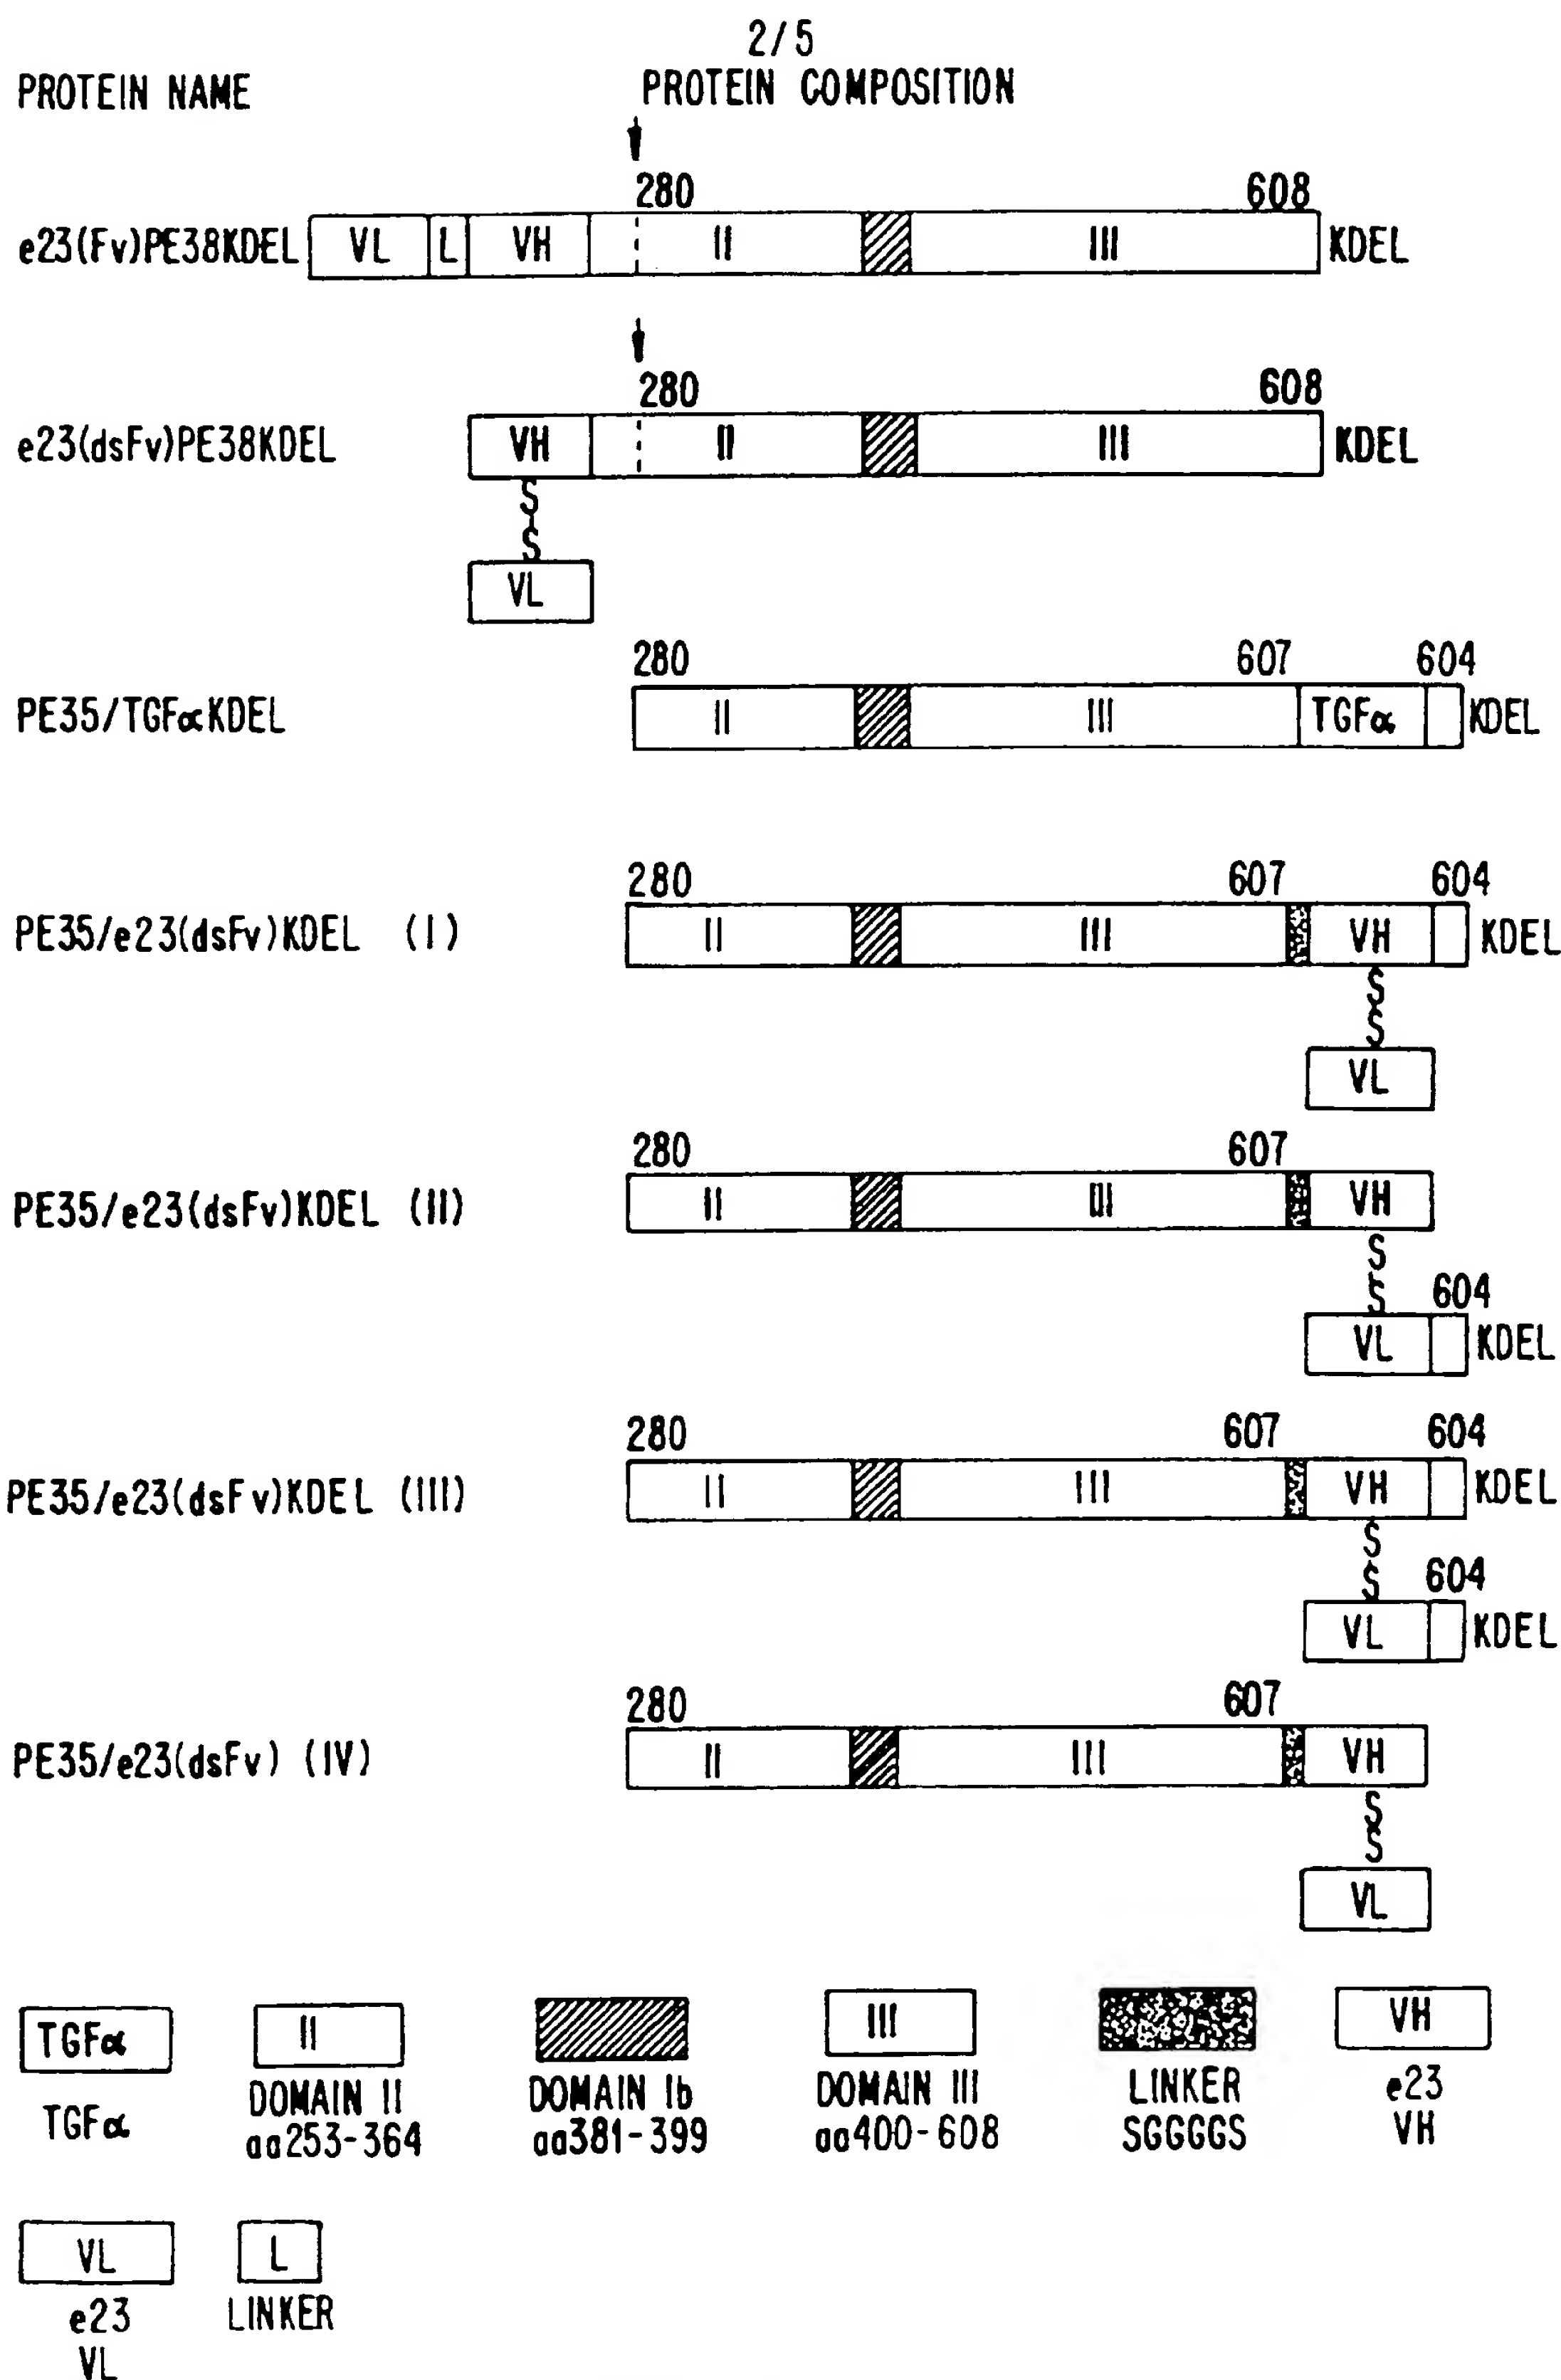 2/5
PROTEIN NAME PROTEIN COMPOSITION
280 608
e23(Fv)PE38KDEL VL L VH II III KDEL
280 608
e23(dsFv)PE38KDEL VH II III KDEL
S
S
VL
280 607 604
PE35/TGFαKDEL II III TGFα KDEL
280 607 604
PE35/e23(dsFv)KDEL (I) II III VH KDEL
S
S
VL
280 607
PE35/e23(dsFv)KDEL (II) II III VH
S
S 604
VL KDEL
280 607 604
PE35/e23(dsFv)KDEL (III) II III VH KDEL
S
S 604
VL KDEL
280 607
PE35/e23(dsFv) (IV) II III VH
S
S
VL
TGFα II III VH
TGFα DOMAIN II DOMAIN Ib DOMAIN III LINKER e23
aa253-364 aa381-399 aa400-608 SGGGGS VH
VL L
e23 LINKER
VL